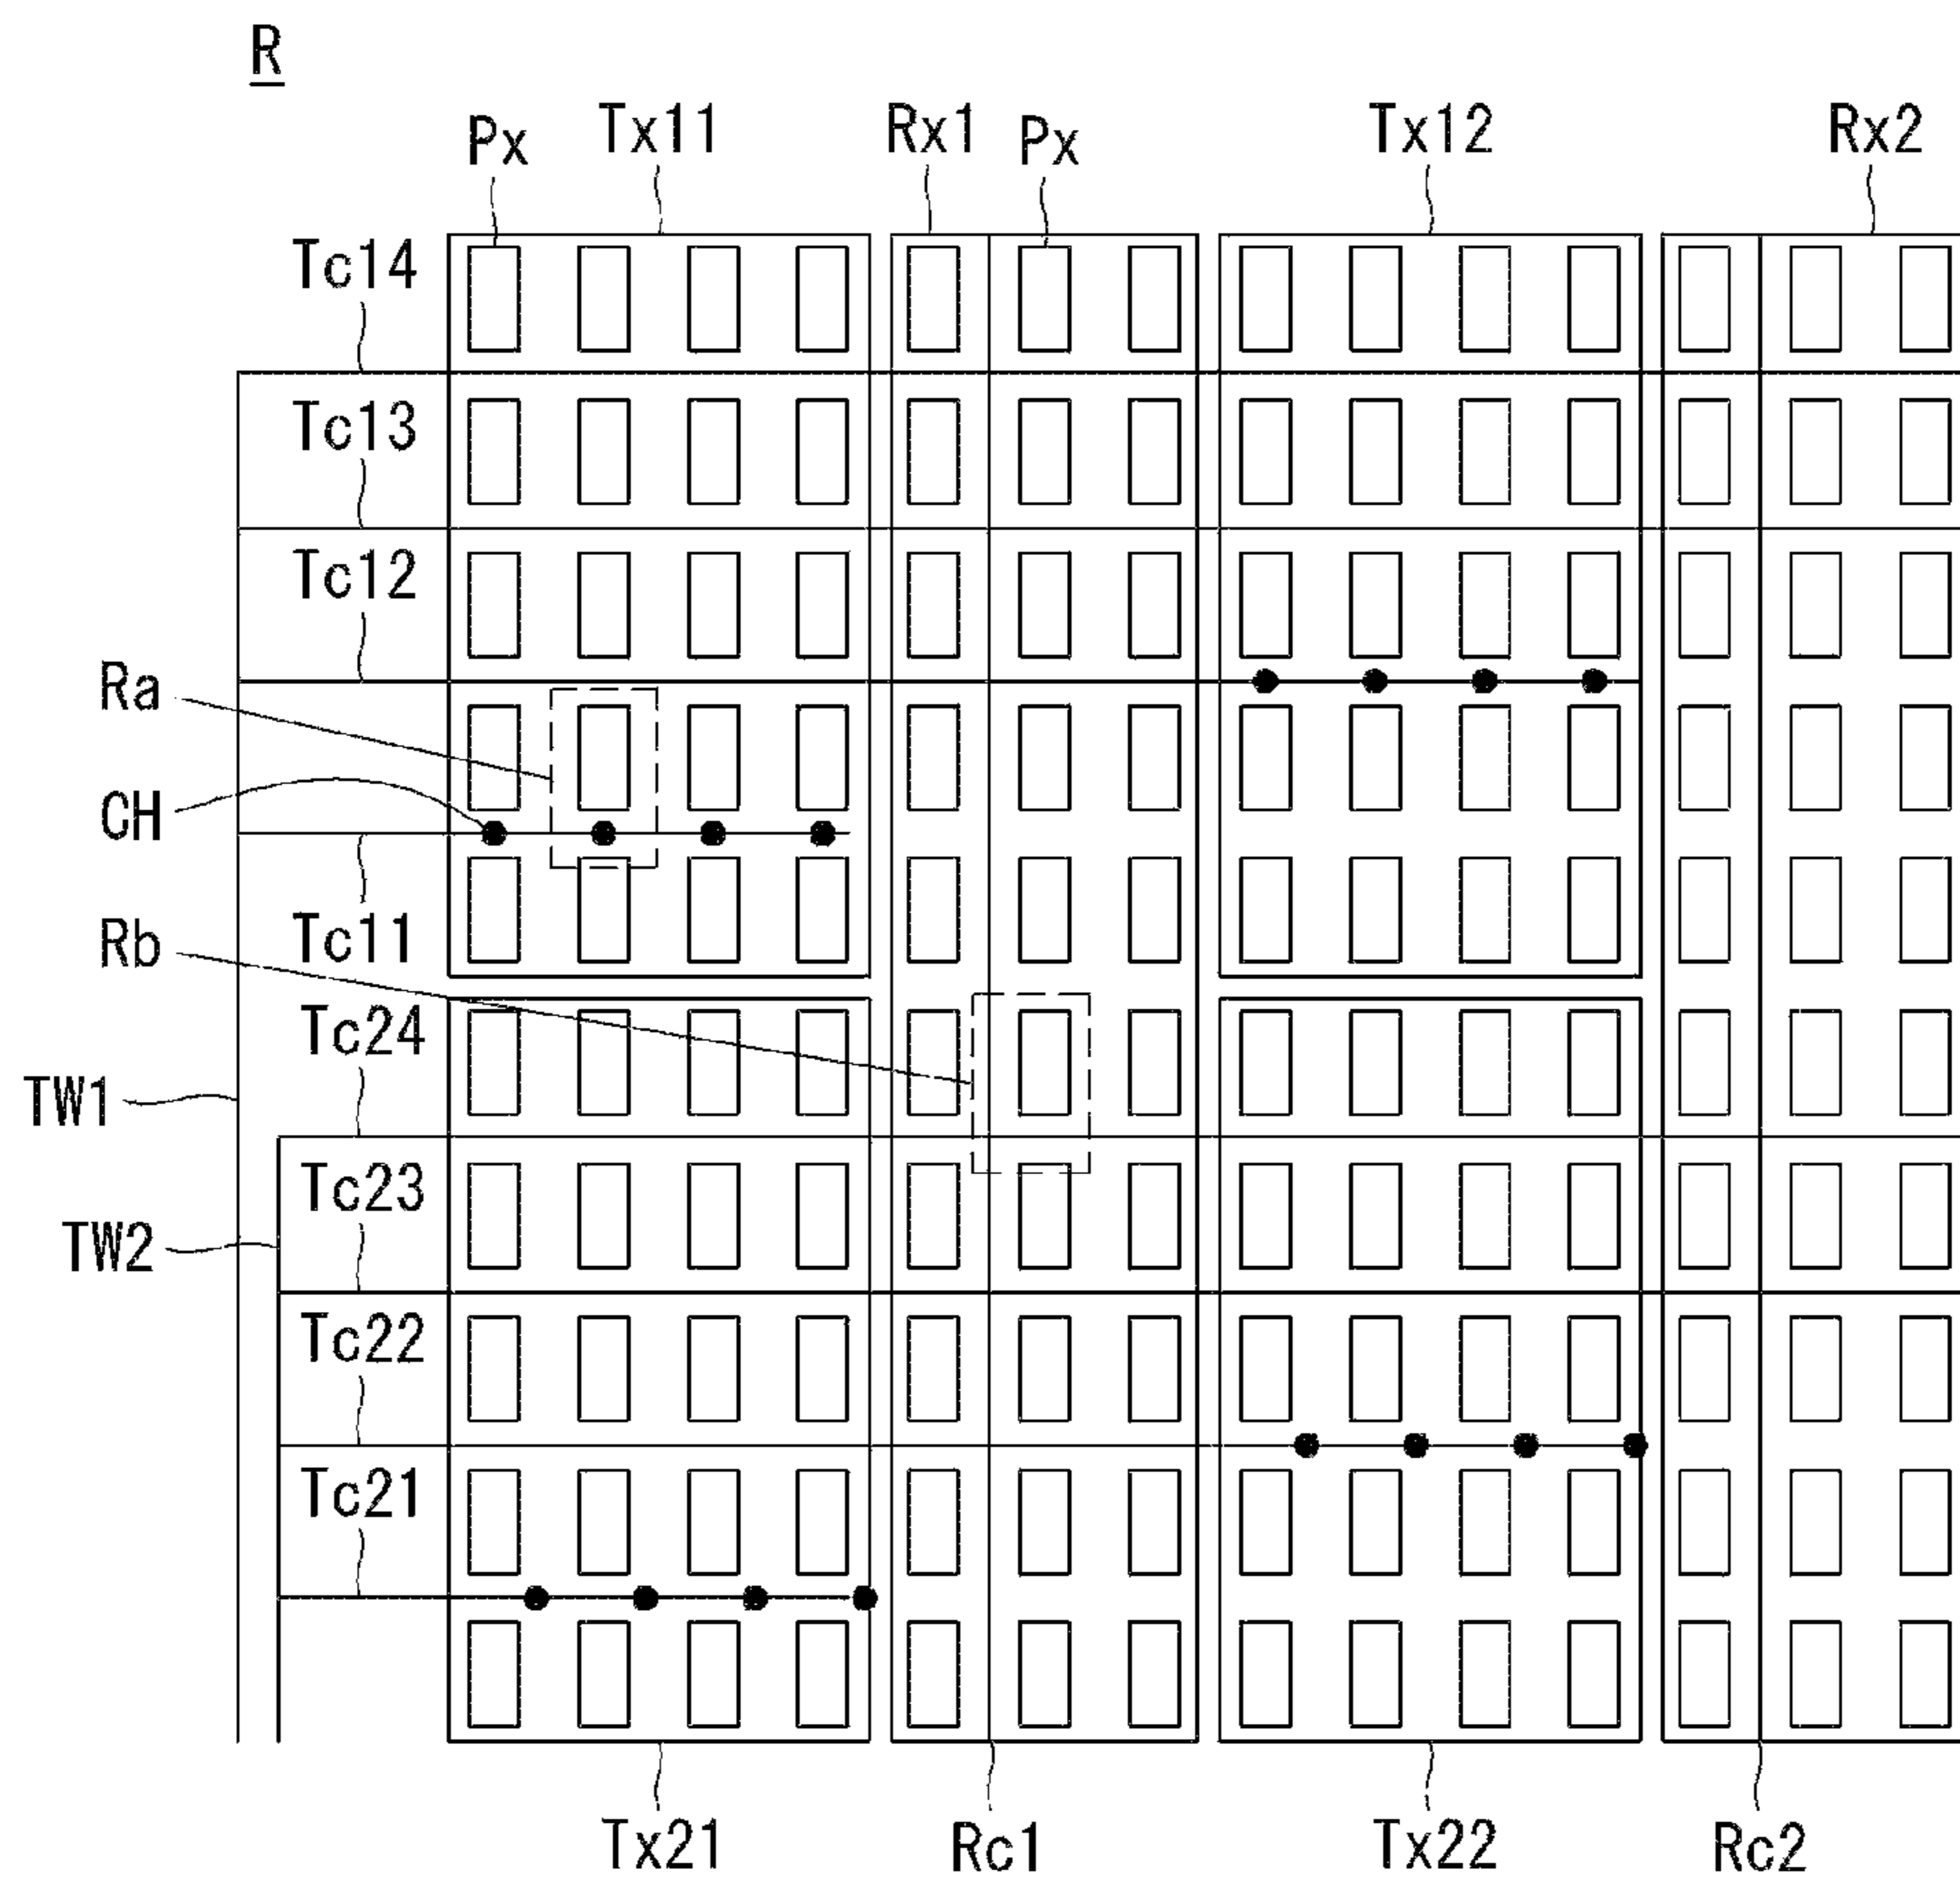 R
Px Tx11 Rx1 Px Tx12 Rx2
Tc14
Tc13
Tc12
Ra
CH
Tc11
Rb
Tc24
TW1
Tc23
TW2
Tc22
Tc21
Tx21 Rc1 Tx22 Rc2